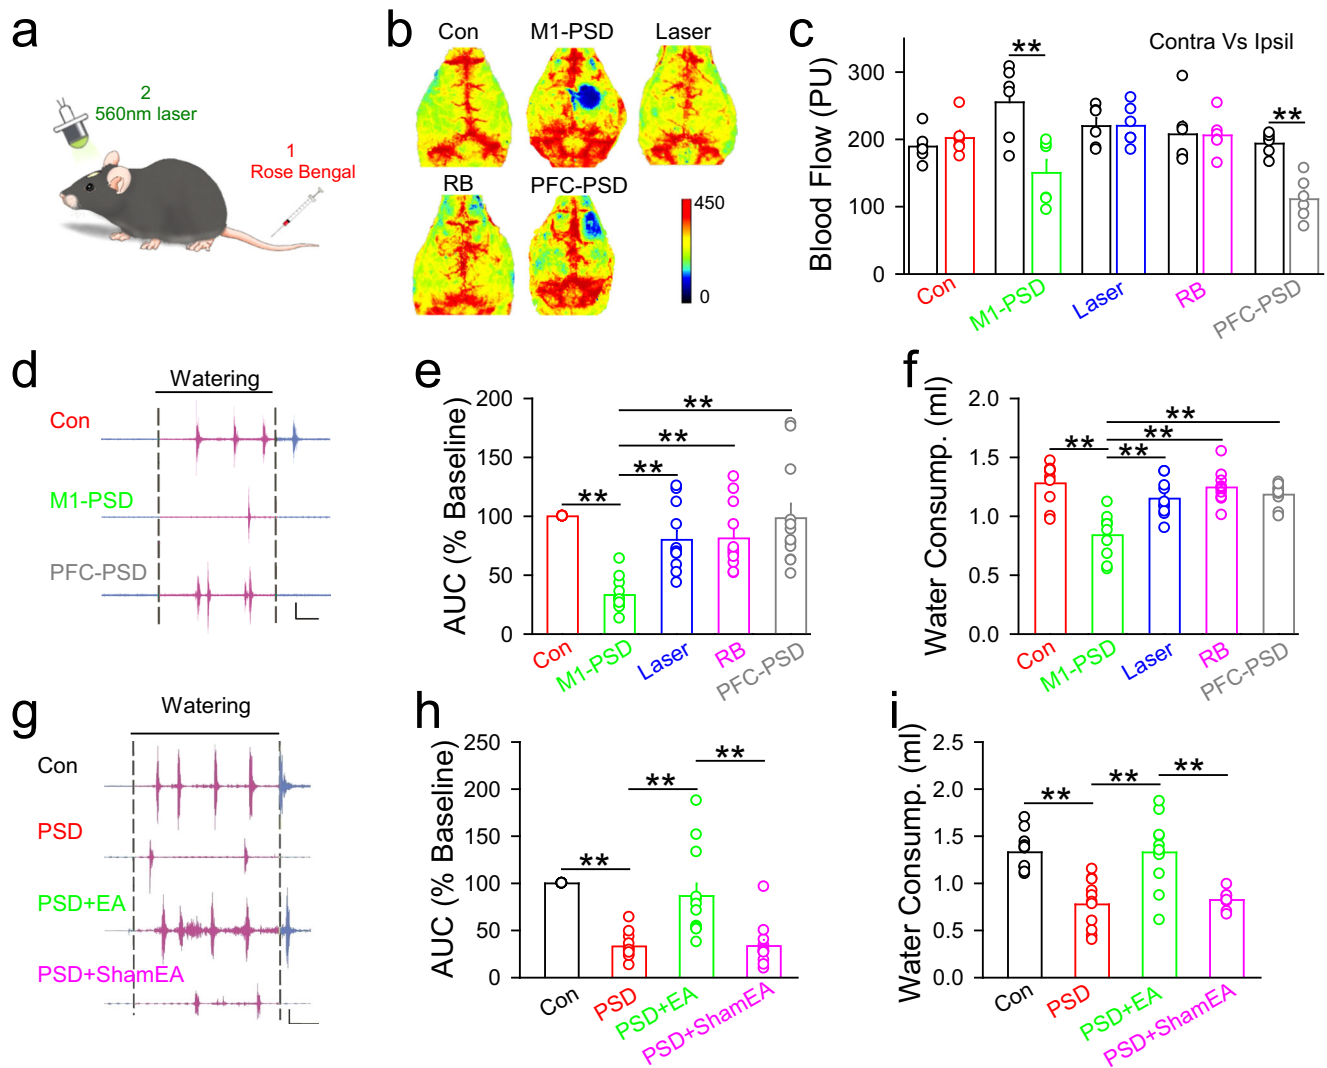 a
2
560nm laser
1
Rose Bengal
b
Con
M1-PSD
Laser
RB
PFC-PSD
450
0
c
Contra Vs Ipsil
Blood Flow (PU)
300
200
100
0
**
**
Con
M1-PSD
Laser
RB
PFC-PSD
d
Watering
Con
M1-PSD
PFC-PSD
e
AUC (% Baseline)
200
150
100
50
0
**
**
**
**
Con
M1-PSD
Laser
RB
PFC-PSD
f
Water Consump. (ml)
2.0
1.5
1.0
0.5
0.0
**
**
**
**
Con
M1-PSD
Laser
RB
PFC-PSD
g
Watering
Con
PSD
PSD+EA
PSD+ShamEA
h
AUC (% Baseline)
250
200
150
100
50
0
**
**
**
Con
PSD
PSD+EA
PSD+ShamEA
i
Water Consump. (ml)
2.5
2.0
1.5
1.0
0.5
0.0
**
**
**
Con
PSD
PSD+EA
PSD+ShamEA